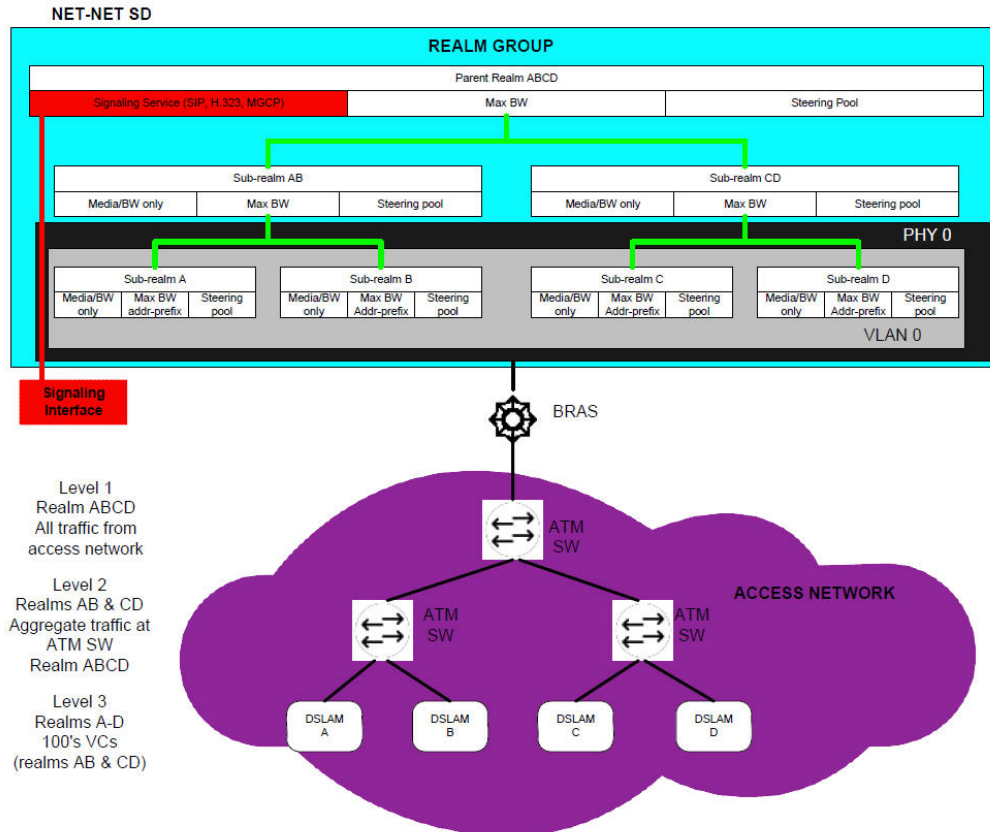 NET-NET SD
REALM GROUP
Parent Realm ABCD
Signaling Service (SIP, H.323, MGCP)
Max BW
Steering Pool
Sub-realm AB
Media/BW only
Max BW
Steering pool
Sub-realm CD
Media/BW only
Max BW
Steering pool
PHY 0
Sub-realm A
Media/BW
only
Max BW
addr-prefix
Steering
pool
Sub-realm B
Media/BW
only
Max BW
Addr-prefix
Steering
pool
Sub-realm C
Media/BW
only
Max BW
Addr-prefix
Steering
pool
Sub-realm D
Media/BW
only
Max BW
Addr-prefix
Steering
pool
VLAN 0
Signaling
Interface
BRAS
Level 1
Realm ABCD
All traffic from
access network
ATM
SW
Level 2
Realms AB & CD
Aggregate traffic at
ATM SW
Realm ABCD
ATM
SW
ATM
SW
ACCESS NETWORK
Level 3
Realms A-D
100's VCs
(realms AB & CD)
DSLAM
A
DSLAM
B
DSLAM
C
DSLAM
D